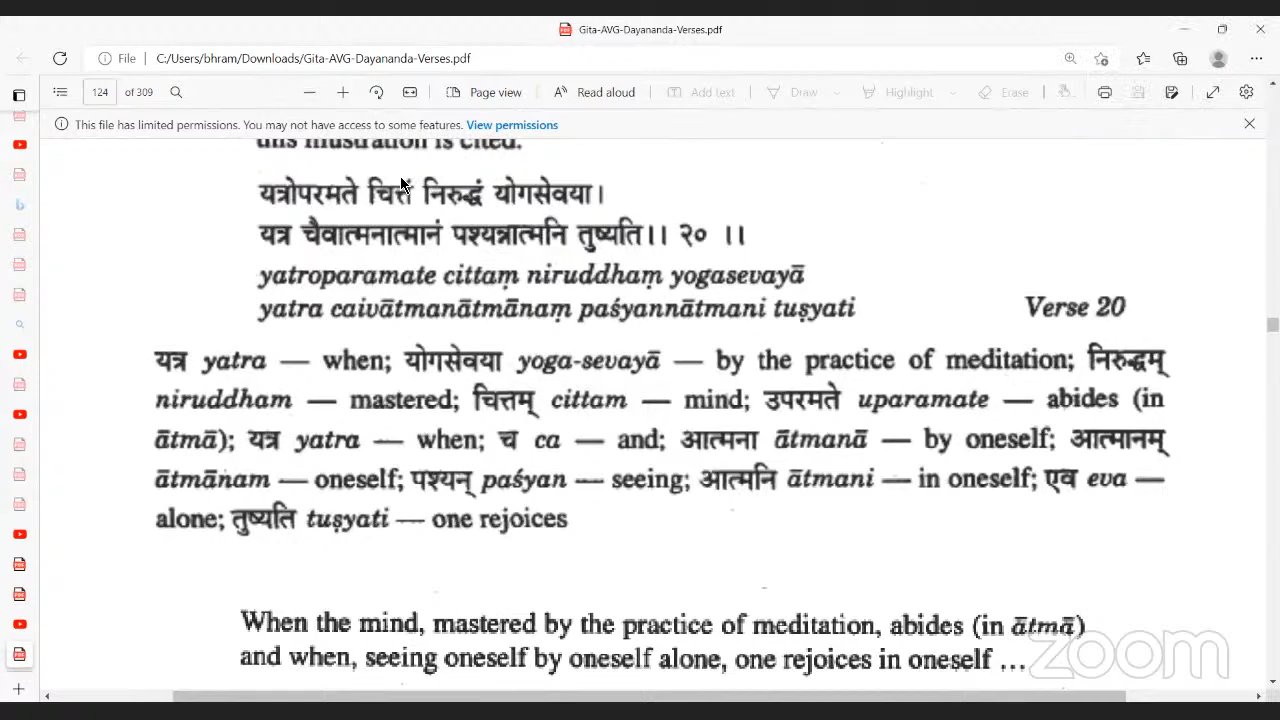 Gita-AVG-Dayananda-Verses.pdf
File | C:/Users/bhram/Downloads/Gita-AVG-Dayananda-Verses.pdf
124 of 309 Page view Read aloud Add text Draw Highlight Erase
This file has limited permissions. You may not have access to some features. View permissions
this illustration is cited.
यत्रोपरमते चित्तं निरुद्धं योगसेवया।
यत्र चैवात्मनात्मानं पश्यन्नात्मनि तुष्यति।। २० ।।
yatroparamate cittaṃ niruddhaṃ yogasevayā
yatra caivātmanātmānaṃ paśyannātmani tuṣyati Verse 20
यत्र yatra — when; योगसेवया yoga-sevayā — by the practice of meditation; निरुद्धम्
niruddham — mastered; चित्तम् cittam — mind; उपरमते uparamate — abides (in
ātmā); यत्र yatra — when; च ca — and; आत्मना ātmanā — by oneself; आत्मानम्
ātmānam — oneself; पश्यन् paśyan — seeing; आत्मनि ātmani — in oneself; एव eva —
alone; तुष्यति tuṣyati — one rejoices
When the mind, mastered by the practice of meditation, abides (in ātmā)
and when, seeing oneself by oneself alone, one rejoices in oneself ...
zoom